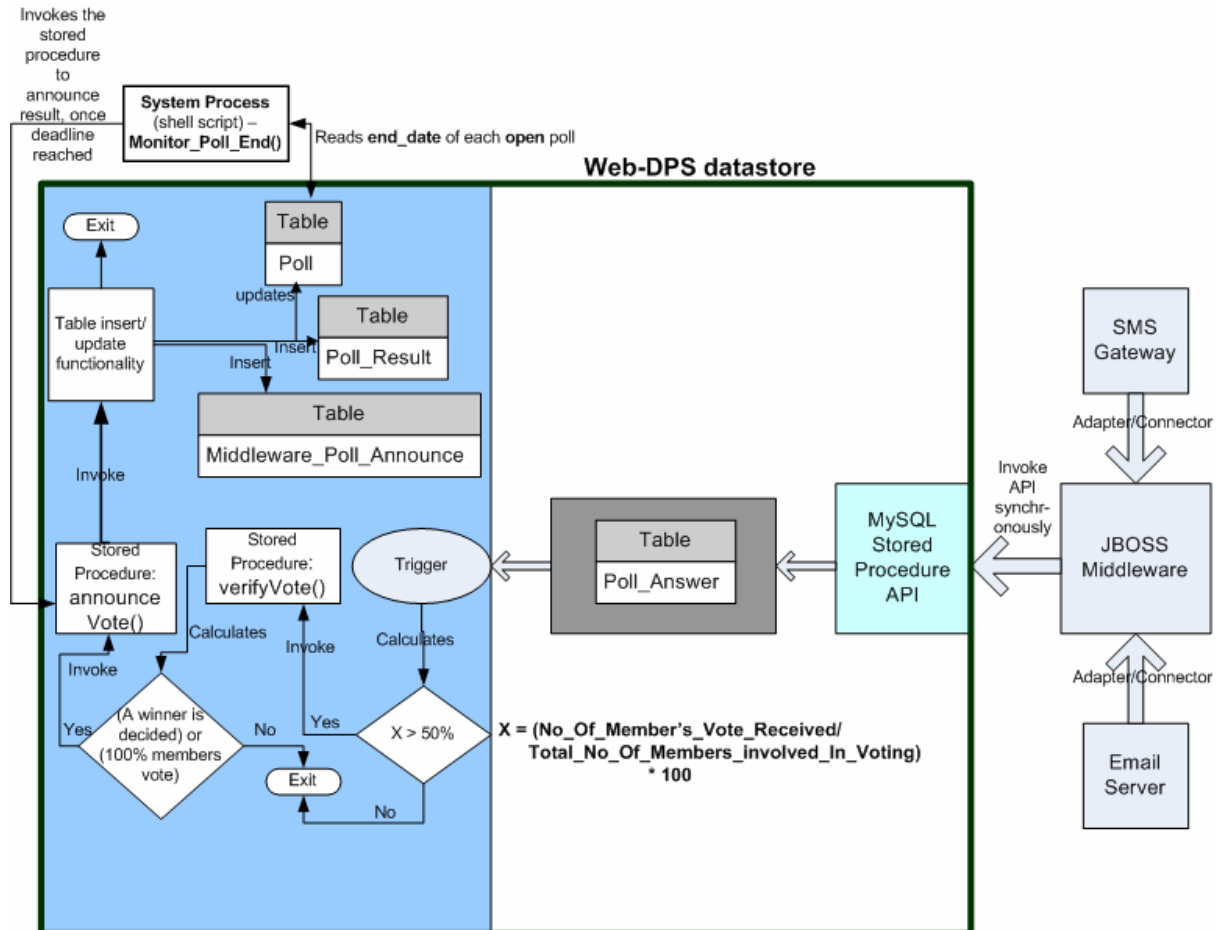 Invokes the
stored
procedure
to
announce
result, once
deadline
reached
System Process
(shell script) –
Monitor_Poll_End()
Reads end_date of each open poll
Web-DPS datastore
Exit
Table
Poll
updates
Table insert/
update
functionality
Table
Poll_Result
Insert
Insert
Table
Middleware_Poll_Announce
Invoke
SMS
Gateway
Adapter/Connector
Invoke
API
synchr-
onously
JBOSS
Middleware
MySQL
Stored
Procedure
API
Table
Poll_Answer
Trigger
Stored
Procedure:
verifyVote()
Stored
Procedure:
announce
Vote()
Calculates
Invoke
Calculates
Invoke
Adapter/Connector
Yes
(A winner is
decided) or
(100% members
vote)
No
Yes
X > 50%
X = (No_Of_Member's_Vote_Received/
Total_No_Of_Members_involved_In_Voting)
* 100
Exit
No
Email
Server